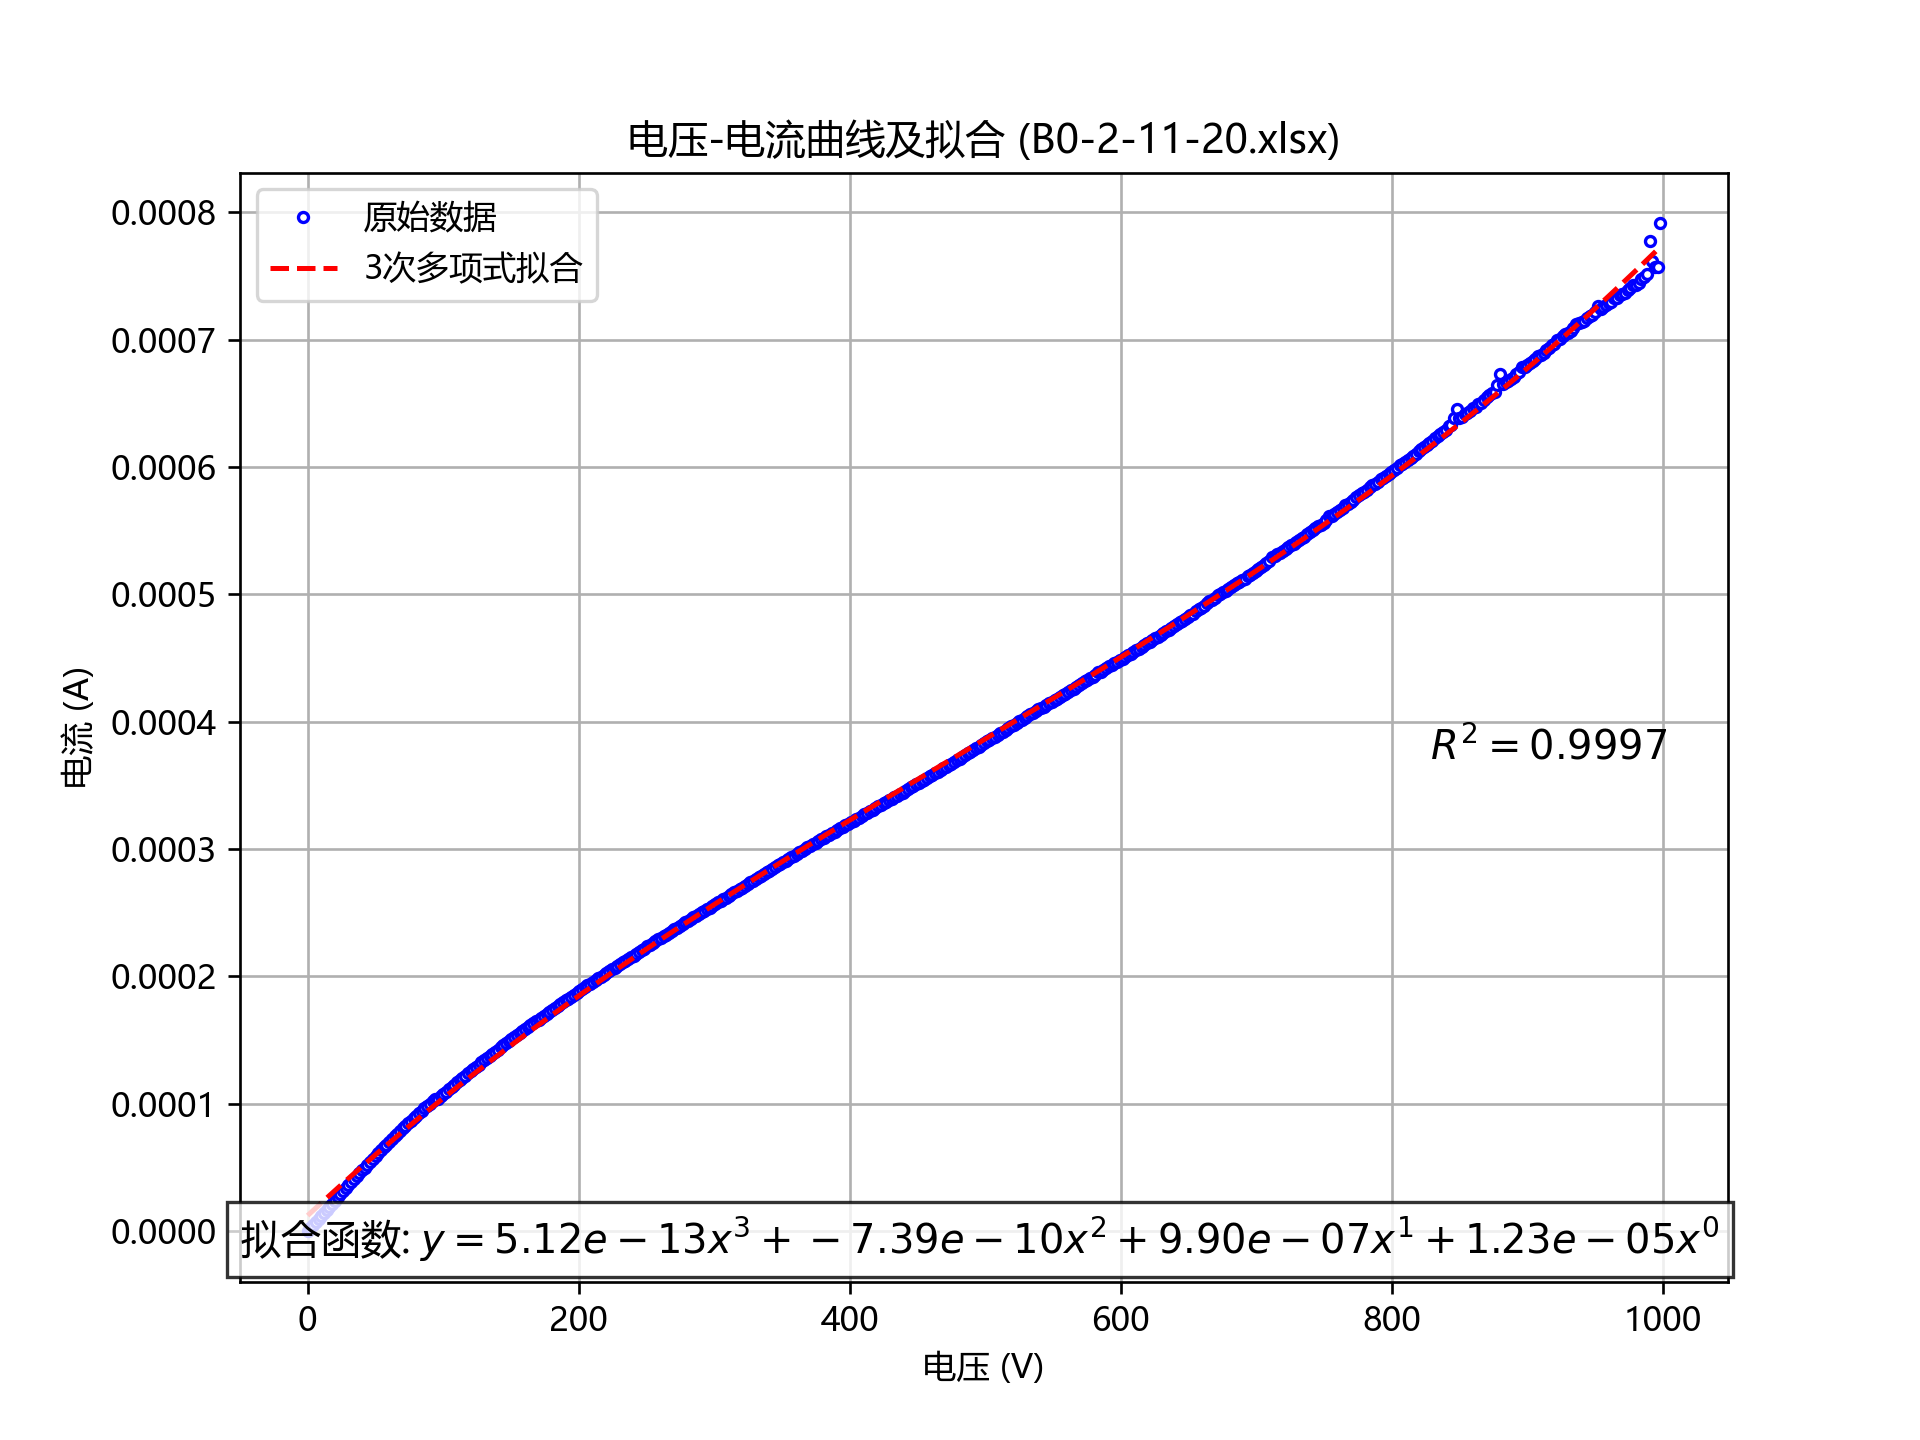 电压-电流曲线及拟合 (B0-2-11-20.xlsx)
原始数据
3次多项式拟合
0.0008
0.0007
0.0006
0.0005
0.0004
0.0003
0.0002
0.0001
0.0000
电流 (A)
R² = 0.9997
拟合函数: y = 5.12e − 13x³ + − 7.39e − 10x² + 9.90e − 07x¹ + 1.23e − 05x⁰
0 200 400 600 800 1000
电压 (V)